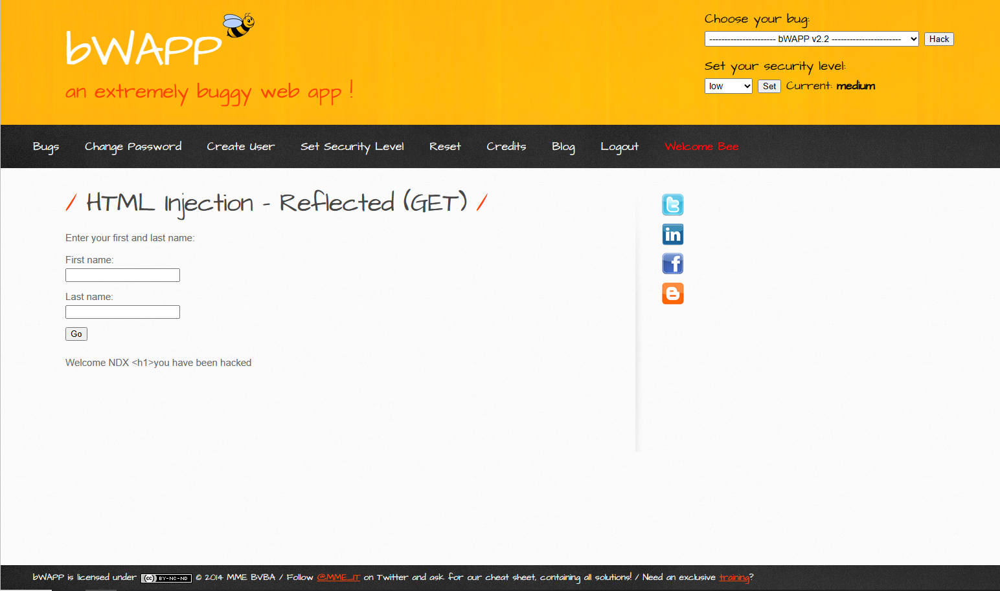 bWAPP
an extremely buggy web app !
Choose your bug:
---------------------- bWAPP v2.2 ----------------------- Hack
Set your security level:
low Set Current: medium
Bugs Change Password Create User Set Security Level Reset Credits Blog Logout Welcome Bee
/ HTML Injection - Reflected (GET) /
Enter your first and last name:
First name:
Last name:
Go
Welcome NDX <h1>you have been hacked
bWAPP is licensed under (cc) BY-NC-ND © 2014 MME BVBA / Follow @MME_IT on Twitter and ask for our cheat sheet, containing all solutions! / Need an exclusive training?